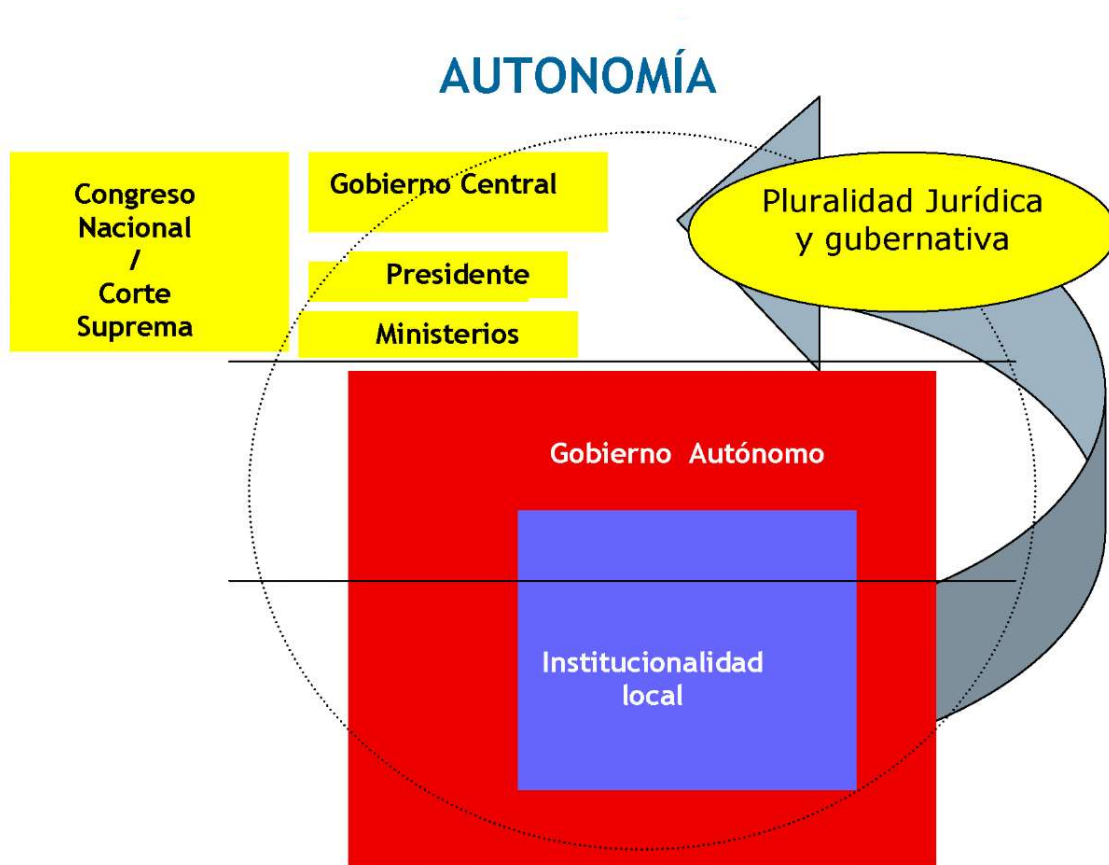 AUTONOMÍA
Congreso
Nacional
/
Corte
Suprema
Gobierno Central
Presidente
Ministerios
Pluralidad Jurídica
y gubernativa
Gobierno Autónomo
Institucionalidad
local